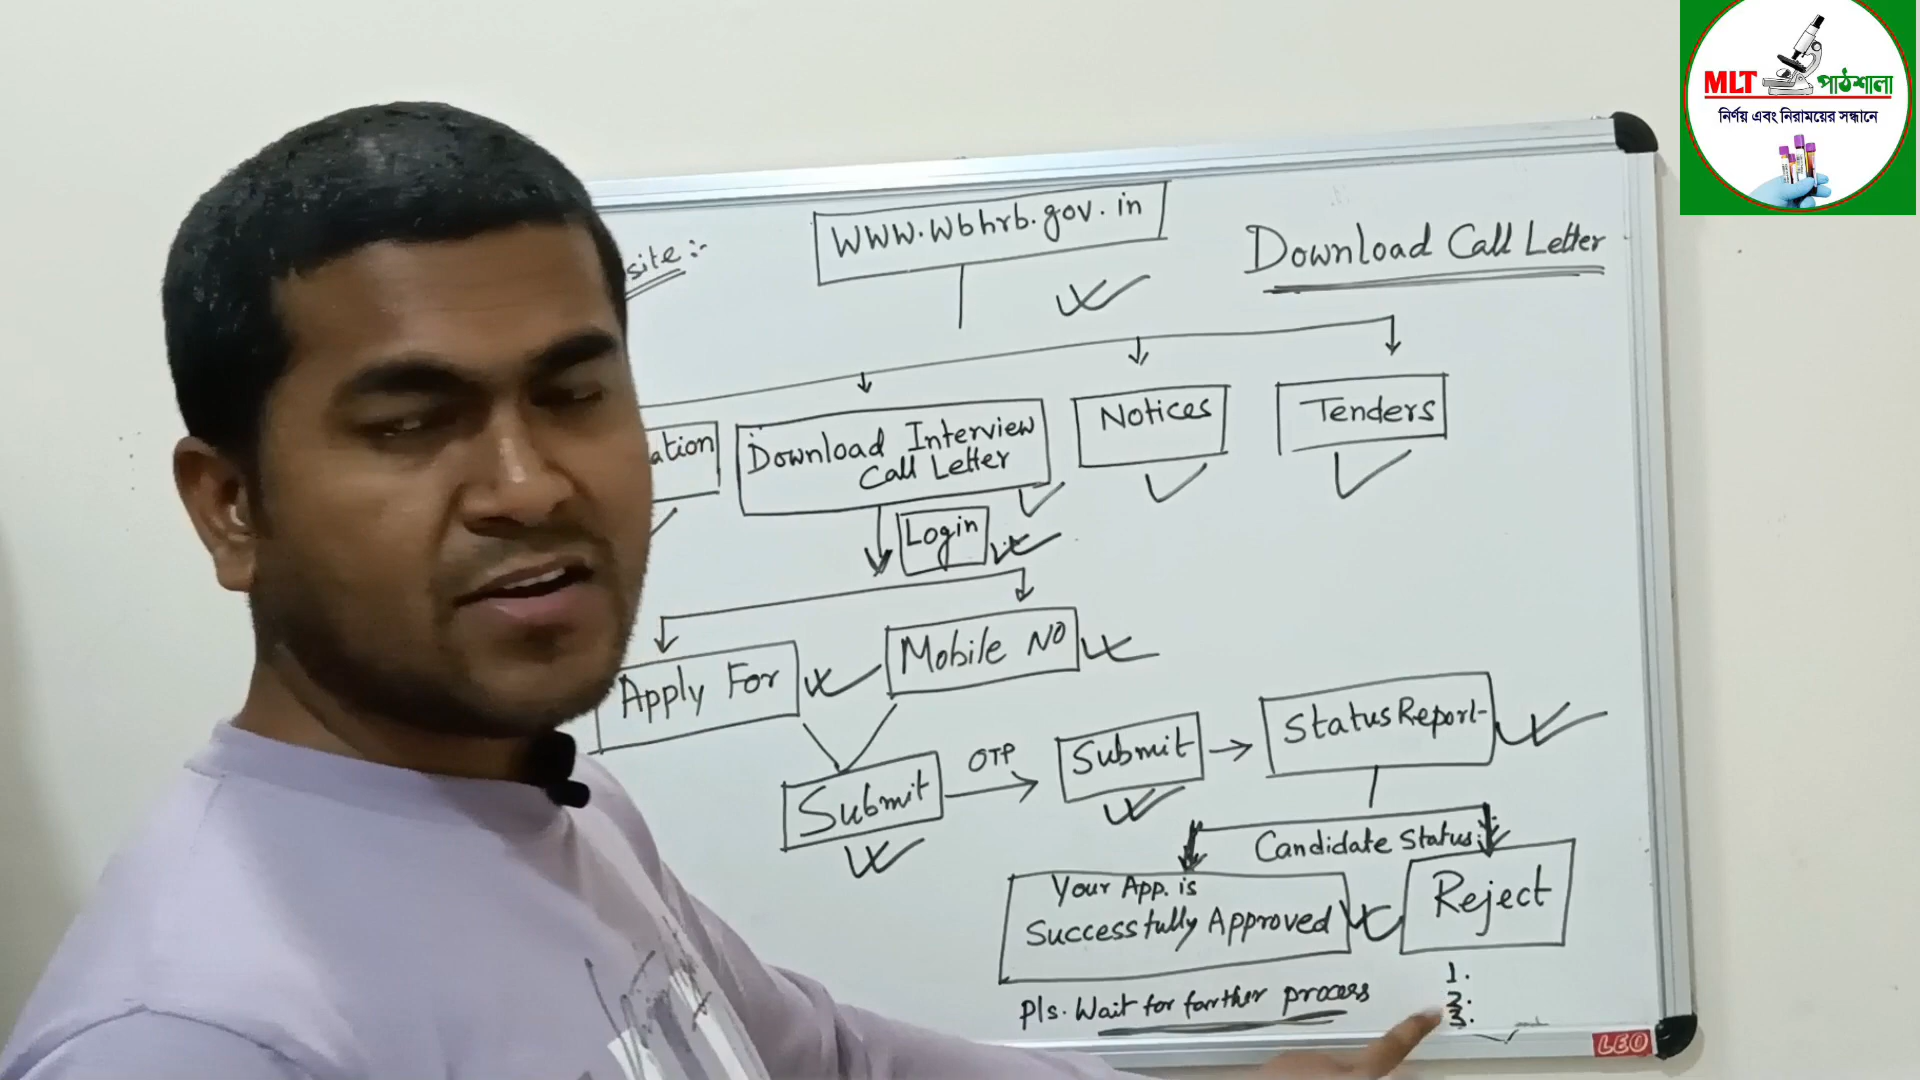 MLT পাঠশালা
নির্ণয় এবং নিরাময়ের সন্ধানে
site:-
WWW.Wbhrb.gov.in
Download Call Letter
ation
Download Interview
Call Letter
Notices
Tenders
Login
Apply For
Mobile No
Submit
OTP
Submit
Status Report
Candidate Status:
Your App. is
Successfully Approved
Reject
Pls. Wait for farther process
1.
2.
3.
LEO